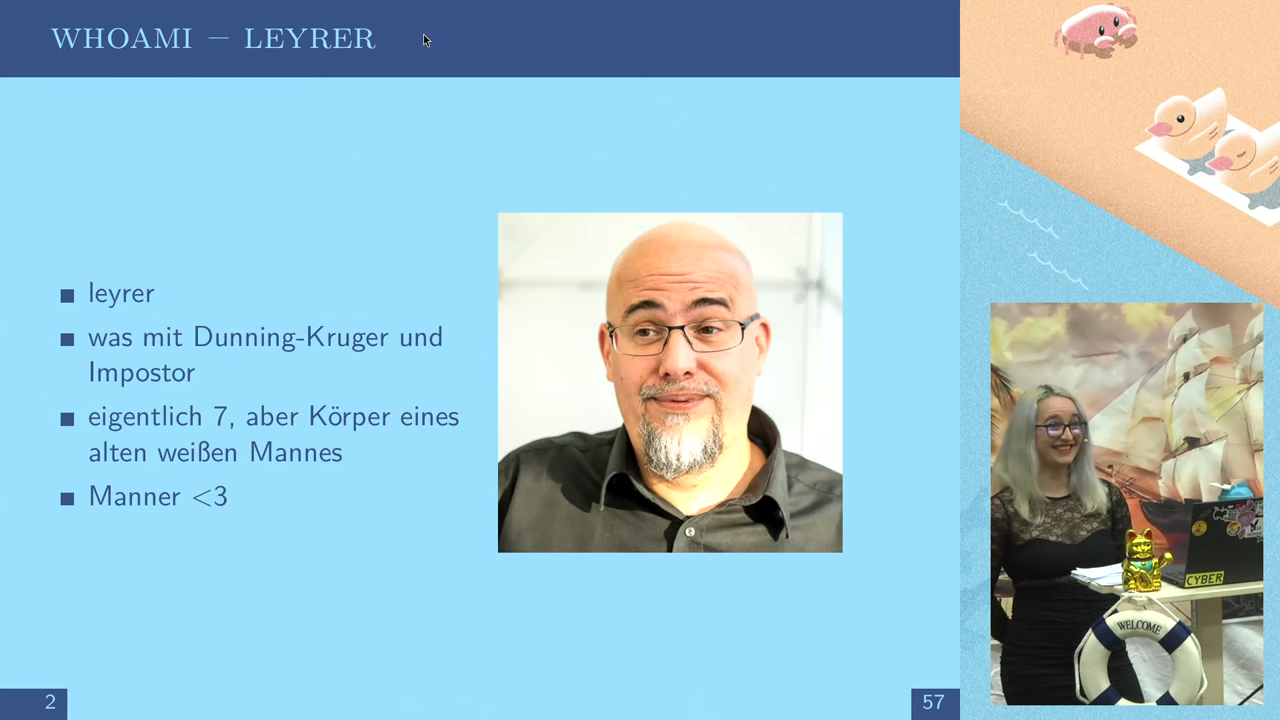 WHOAMI — LEYRER
leyrer
was mit Dunning-Kruger und
Impostor
eigentlich 7, aber Körper eines
alten weißen Mannes
Manner <3
2
57
CYBER
WELCOME